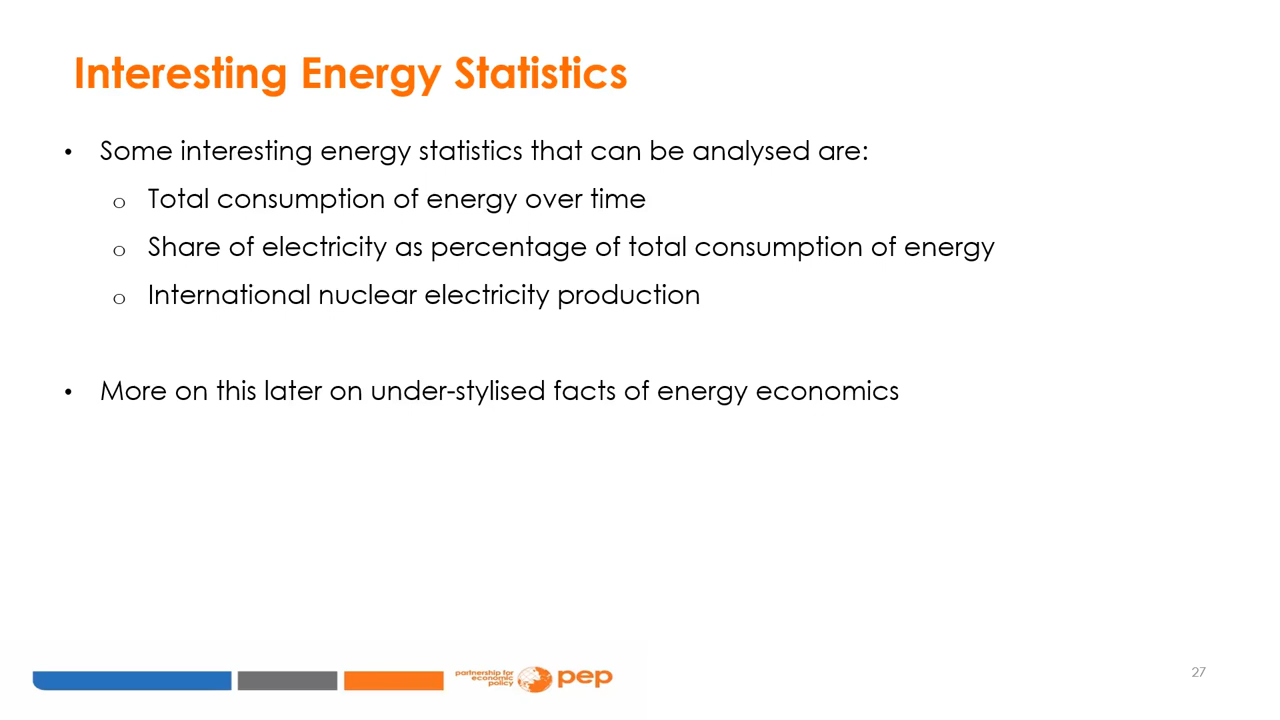 Interesting Energy Statistics
• Some interesting energy statistics that can be analysed are:
o Total consumption of energy over time
o Share of electricity as percentage of total consumption of energy
o International nuclear electricity production
• More on this later on under-stylised facts of energy economics
partnership for
economic
policy
pep
27